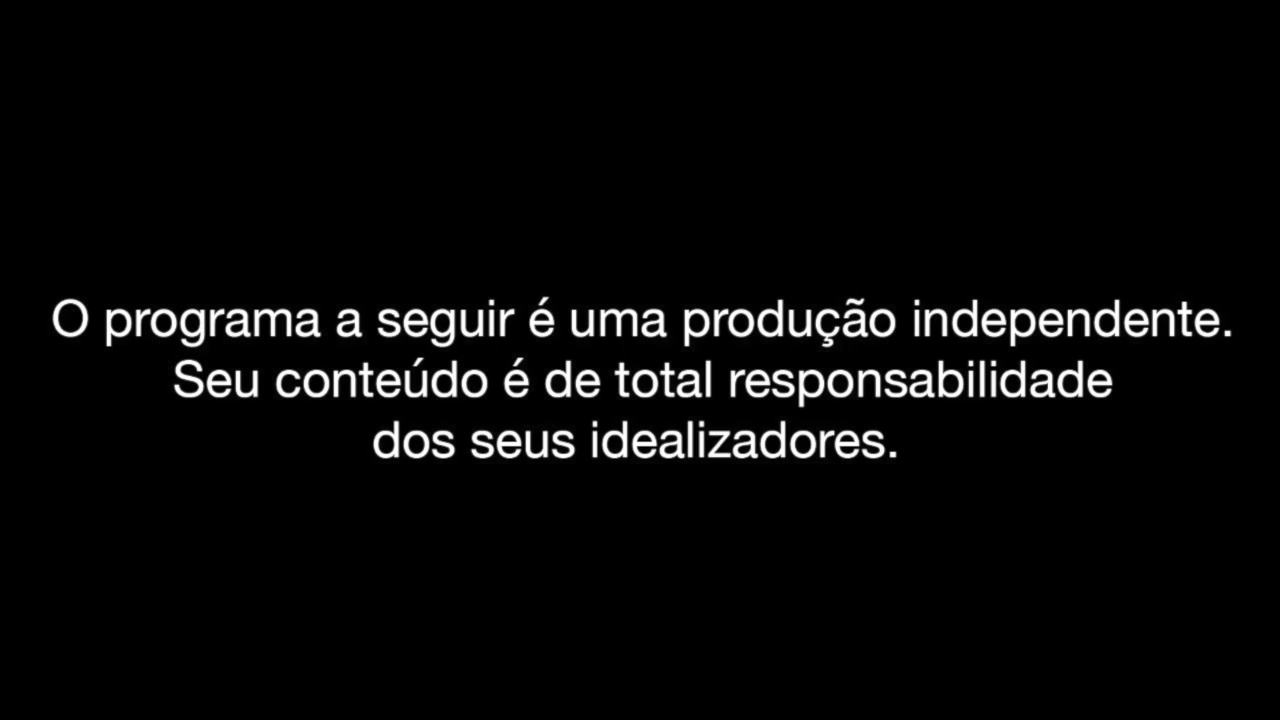 O programa a seguir é uma produção independente.
Seu conteúdo é de total responsabilidade
dos seus idealizadores.